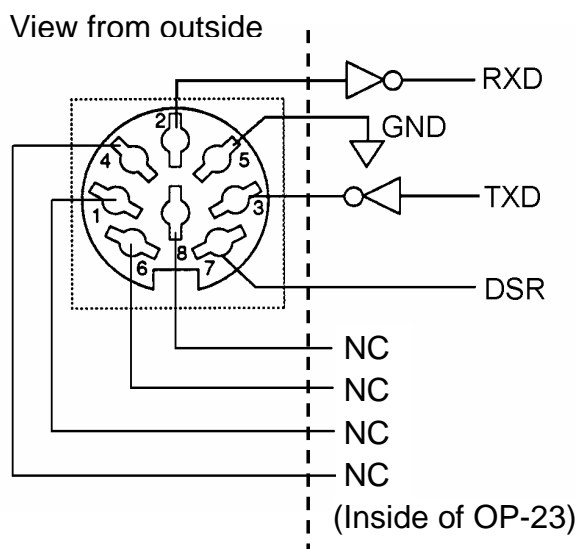 View from outside
RXD
2
GND
4
5
1
3
TXD
6
8
7
DSR
NC
NC
NC
NC
(Inside of OP-23)